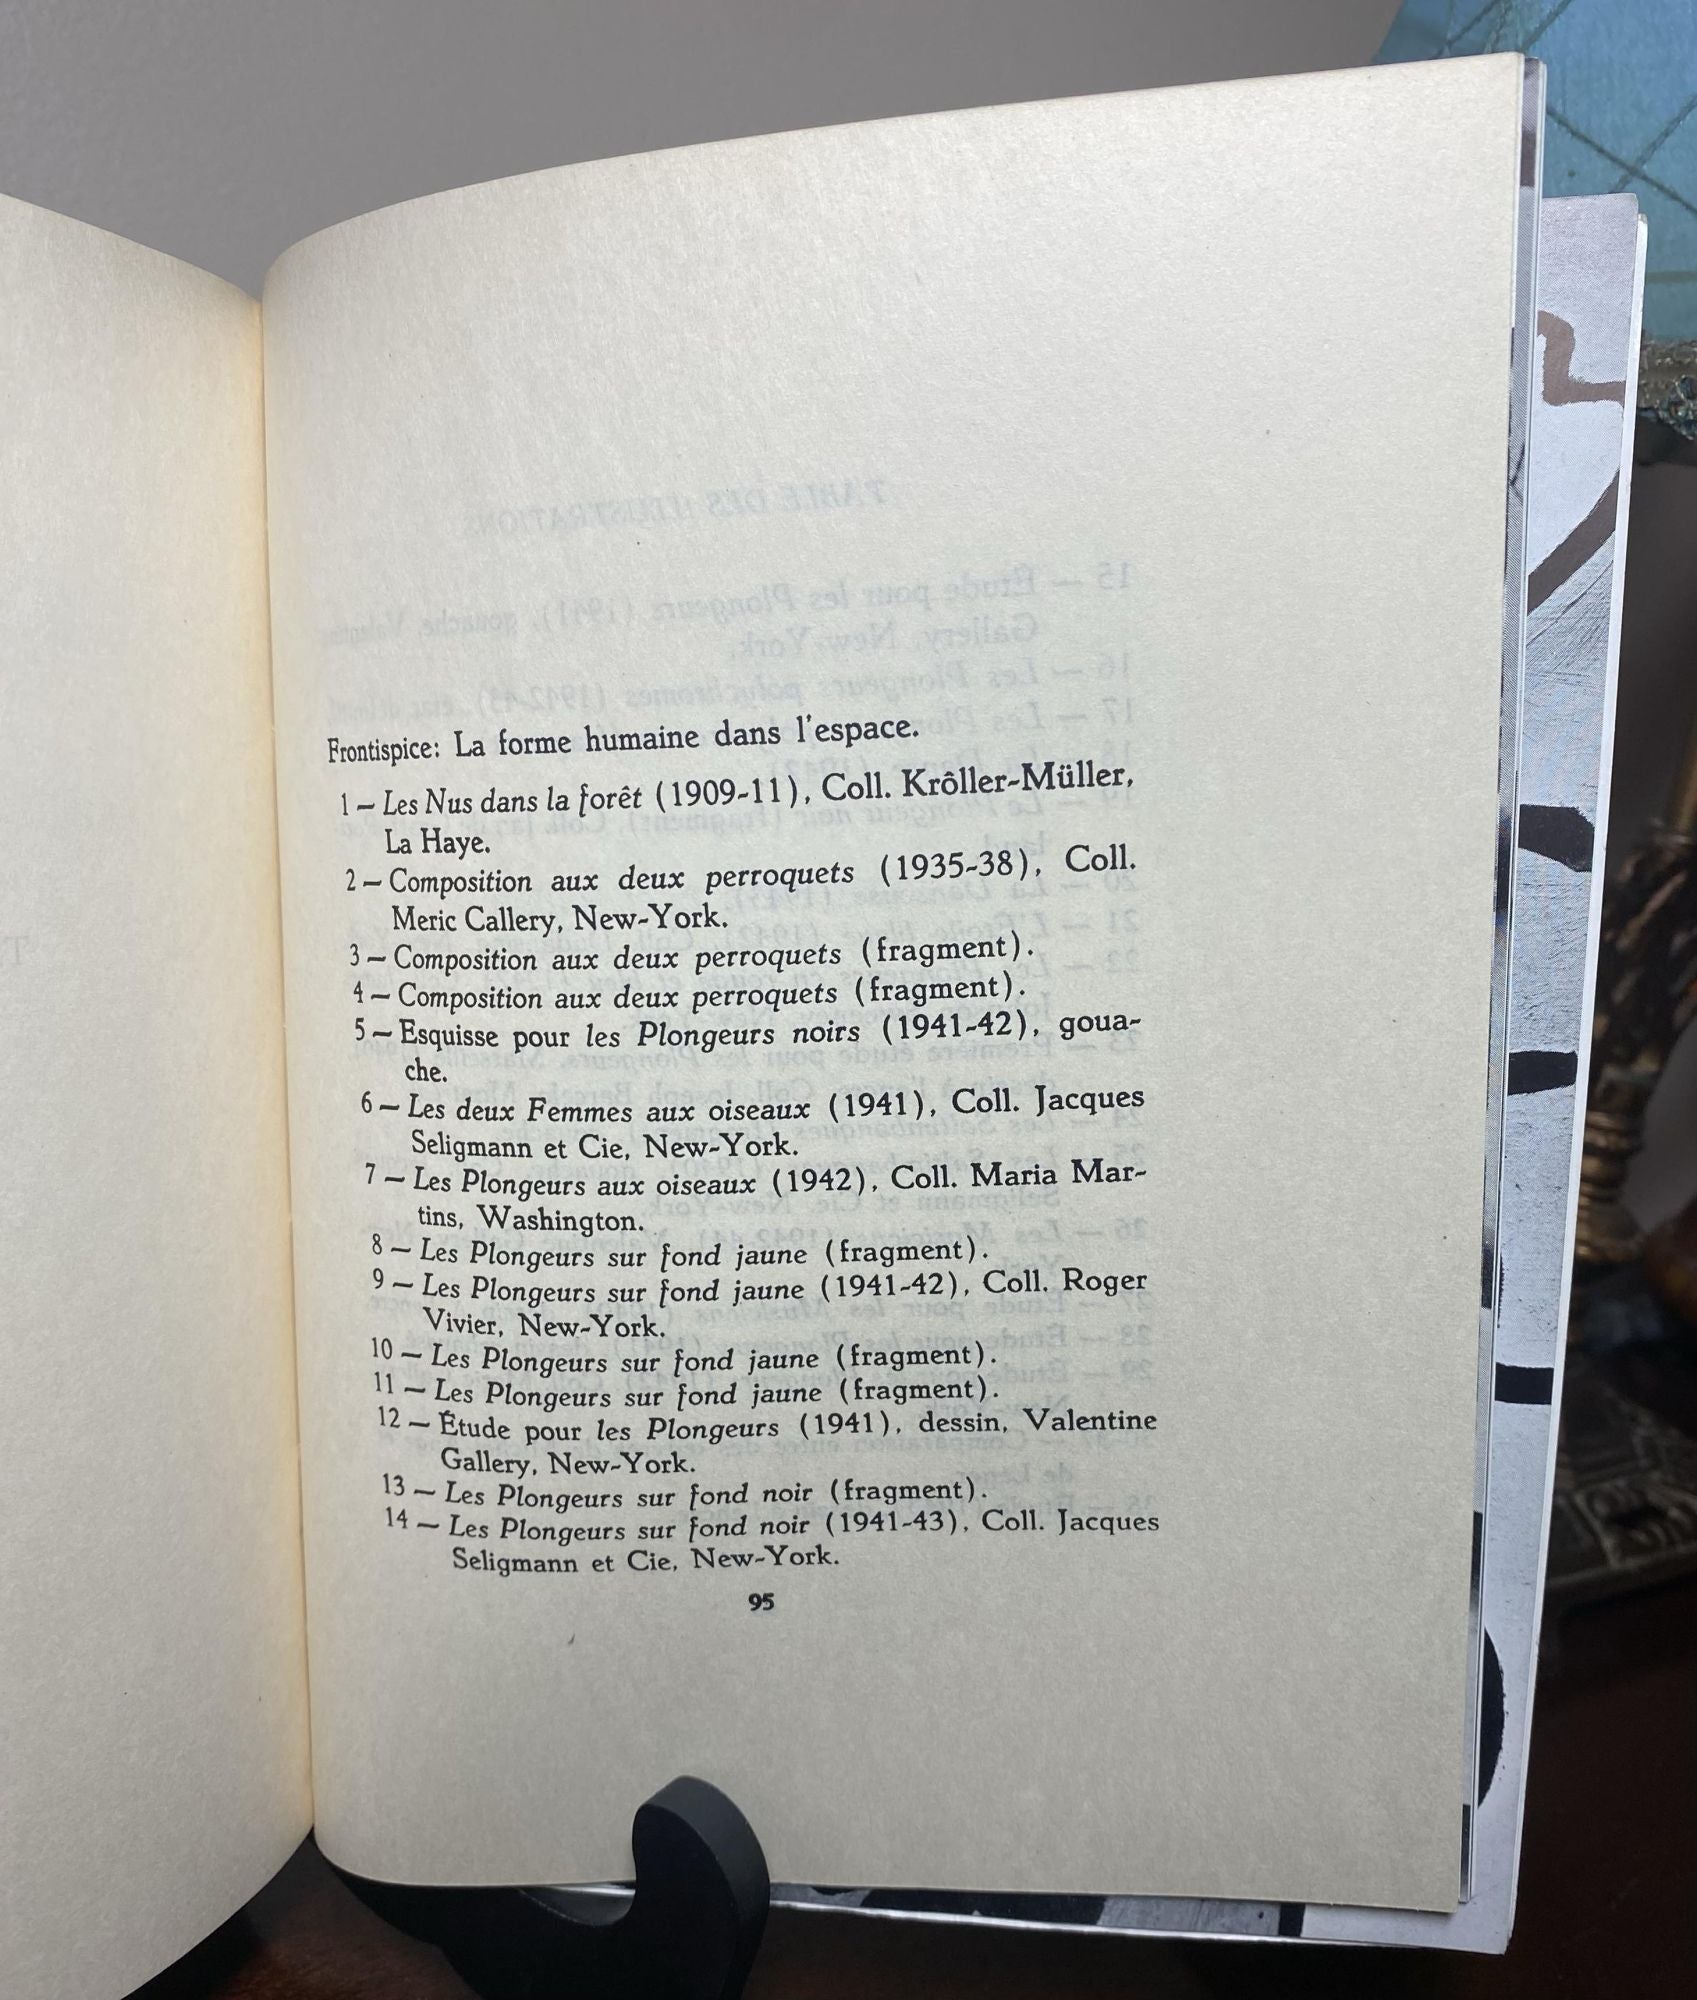 Frontispice: La forme humaine dans l'espace.
1 – Les Nus dans la forêt (1909-11), Coll. Krôller-Müller,
La Haye.
2 – Composition aux deux perroquets (1935-38), Coll.
Meric Callery, New-York.
3 – Composition aux deux perroquets (fragment).
4 – Composition aux deux perroquets (fragment).
5 – Esquisse pour les Plongeurs noirs (1941-42), goua-
che.
6 – Les deux Femmes aux oiseaux (1941), Coll. Jacques
Seligmann et Cie, New-York.
7 – Les Plongeurs aux oiseaux (1942), Coll. Maria Mar-
tins, Washington.
8 – Les Plongeurs sur fond jaune (fragment).
9 – Les Plongeurs sur fond jaune (1941-42), Coll. Roger
Vivier, New-York.
10 – Les Plongeurs sur fond jaune (fragment).
11 – Les Plongeurs sur fond jaune (fragment).
12 – Étude pour les Plongeurs (1941), dessin, Valentine
Gallery, New-York.
13 – Les Plongeurs sur fond noir (fragment).
14 – Les Plongeurs sur fond noir (1941-43), Coll. Jacques
Seligmann et Cie, New-York.
95